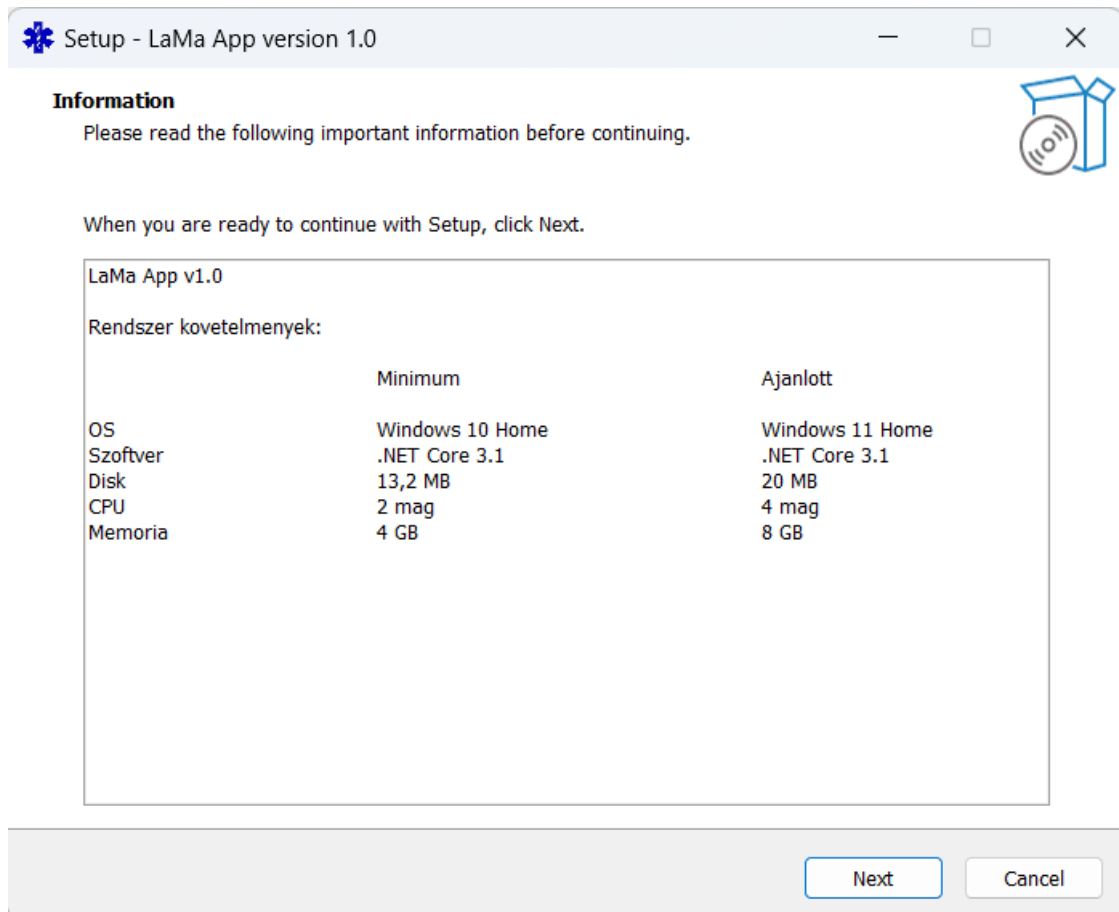 Setup - LaMa App version 1.0
Information
Please read the following important information before continuing.
When you are ready to continue with Setup, click Next.
LaMa App v1.0
Rendszer kovetelmenyek:
Minimum Ajanlott
OS Windows 10 Home Windows 11 Home
Szoftver .NET Core 3.1 .NET Core 3.1
Disk 13,2 MB 20 MB
CPU 2 mag 4 mag
Memoria 4 GB 8 GB
Next Cancel